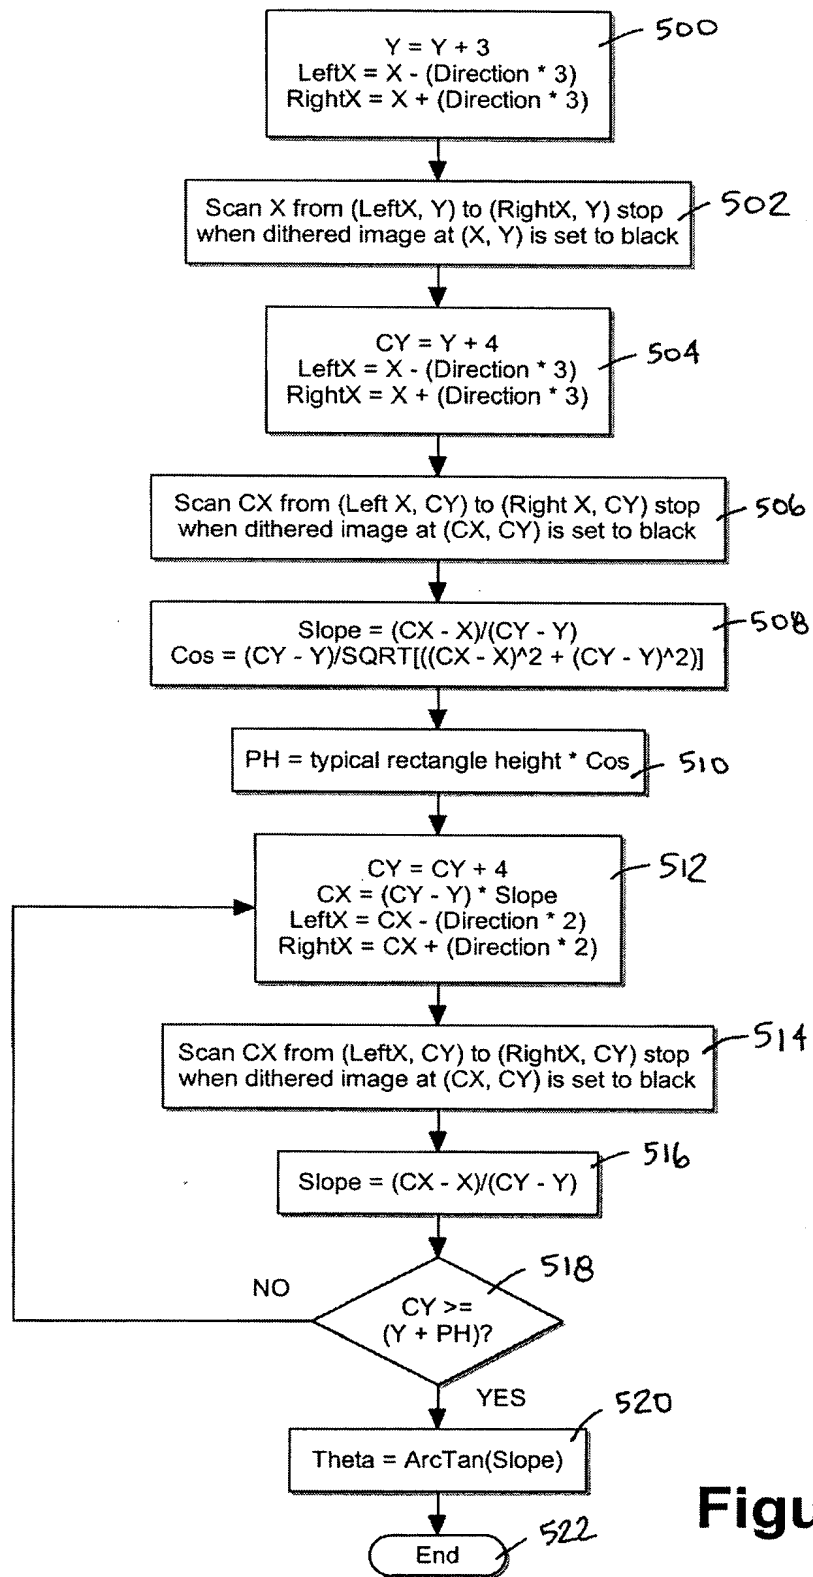 Y = Y + 3
LeftX = X - (Direction * 3)
RightX = X + (Direction * 3)
500
Scan X from (LeftX, Y) to (RightX, Y) stop
when dithered image at (X, Y) is set to black
502
CY = Y + 4
LeftX = X - (Direction * 3)
RightX = X + (Direction * 3)
504
Scan CX from (Left X, CY) to (Right X, CY) stop
when dithered image at (CX, CY) is set to black
506
Slope = (CX - X)/(CY - Y)
Cos = (CY - Y)/SQRT[(((CX - X)^2 + (CY - Y)^2)]
508
PH = typical rectangle height * Cos
510
CY = CY + 4
CX = (CY - Y) * Slope
LeftX = CX - (Direction * 2)
RightX = CX + (Direction * 2)
512
Scan CX from (LeftX, CY) to (RightX, CY) stop
when dithered image at (CX, CY) is set to black
514
Slope = (CX - X)/(CY - Y)
516
NO
CY >=
(Y + PH)?
518
YES
Theta = ArcTan(Slope)
520
End
522
Figu